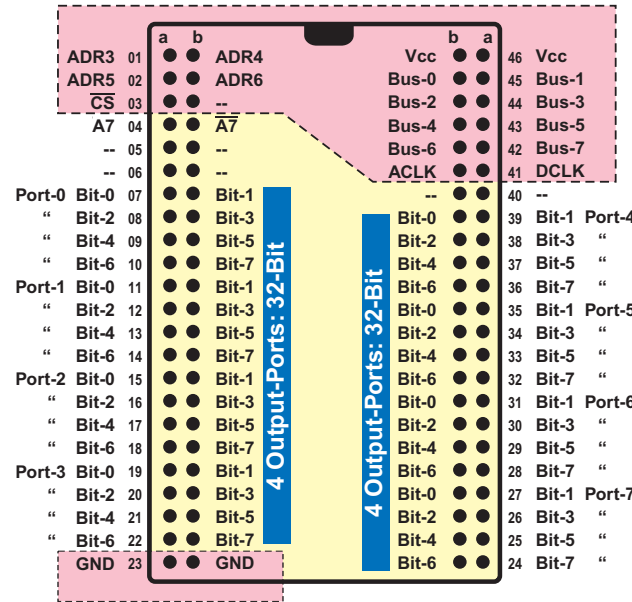 a b b a
ADR3 01 ADR4 Vcc 46 Vcc
ADR5 02 ADR6 Bus-0 45 Bus-1
C̅S̅ 03 -- Bus-2 44 Bus-3
A7 04 A̅7̅ Bus-4 43 Bus-5
-- 05 -- Bus-6 42 Bus-7
-- 06 -- ACLK 41 DCLK
Port-0 Bit-0 07 Bit-1 -- 40 --
“ Bit-2 08 Bit-3 Bit-0 39 Bit-1 Port-4
“ Bit-4 09 Bit-5 Bit-2 38 Bit-3 “
“ Bit-6 10 Bit-7 Bit-4 37 Bit-5 “
Port-1 Bit-0 11 Bit-1 Bit-6 36 Bit-7 “
“ Bit-2 12 Bit-3 Bit-0 35 Bit-1 Port-5
“ Bit-4 13 Bit-5 Bit-2 34 Bit-3 “
“ Bit-6 14 Bit-7 Bit-4 33 Bit-5 “
Port-2 Bit-0 15 Bit-1 Bit-6 32 Bit-7 “
“ Bit-2 16 Bit-3 Bit-0 31 Bit-1 Port-6
“ Bit-4 17 Bit-5 Bit-2 30 Bit-3 “
“ Bit-6 18 Bit-7 Bit-4 29 Bit-5 “
Port-3 Bit-0 19 Bit-1 Bit-6 28 Bit-7 “
“ Bit-2 20 Bit-3 Bit-0 27 Bit-1 Port-7
“ Bit-4 21 Bit-5 Bit-2 26 Bit-3 “
“ Bit-6 22 Bit-7 Bit-4 25 Bit-5 “
GND 23 GND Bit-6 24 Bit-7 “
4 Output-Ports: 32-Bit
4 Output-Ports: 32-Bit